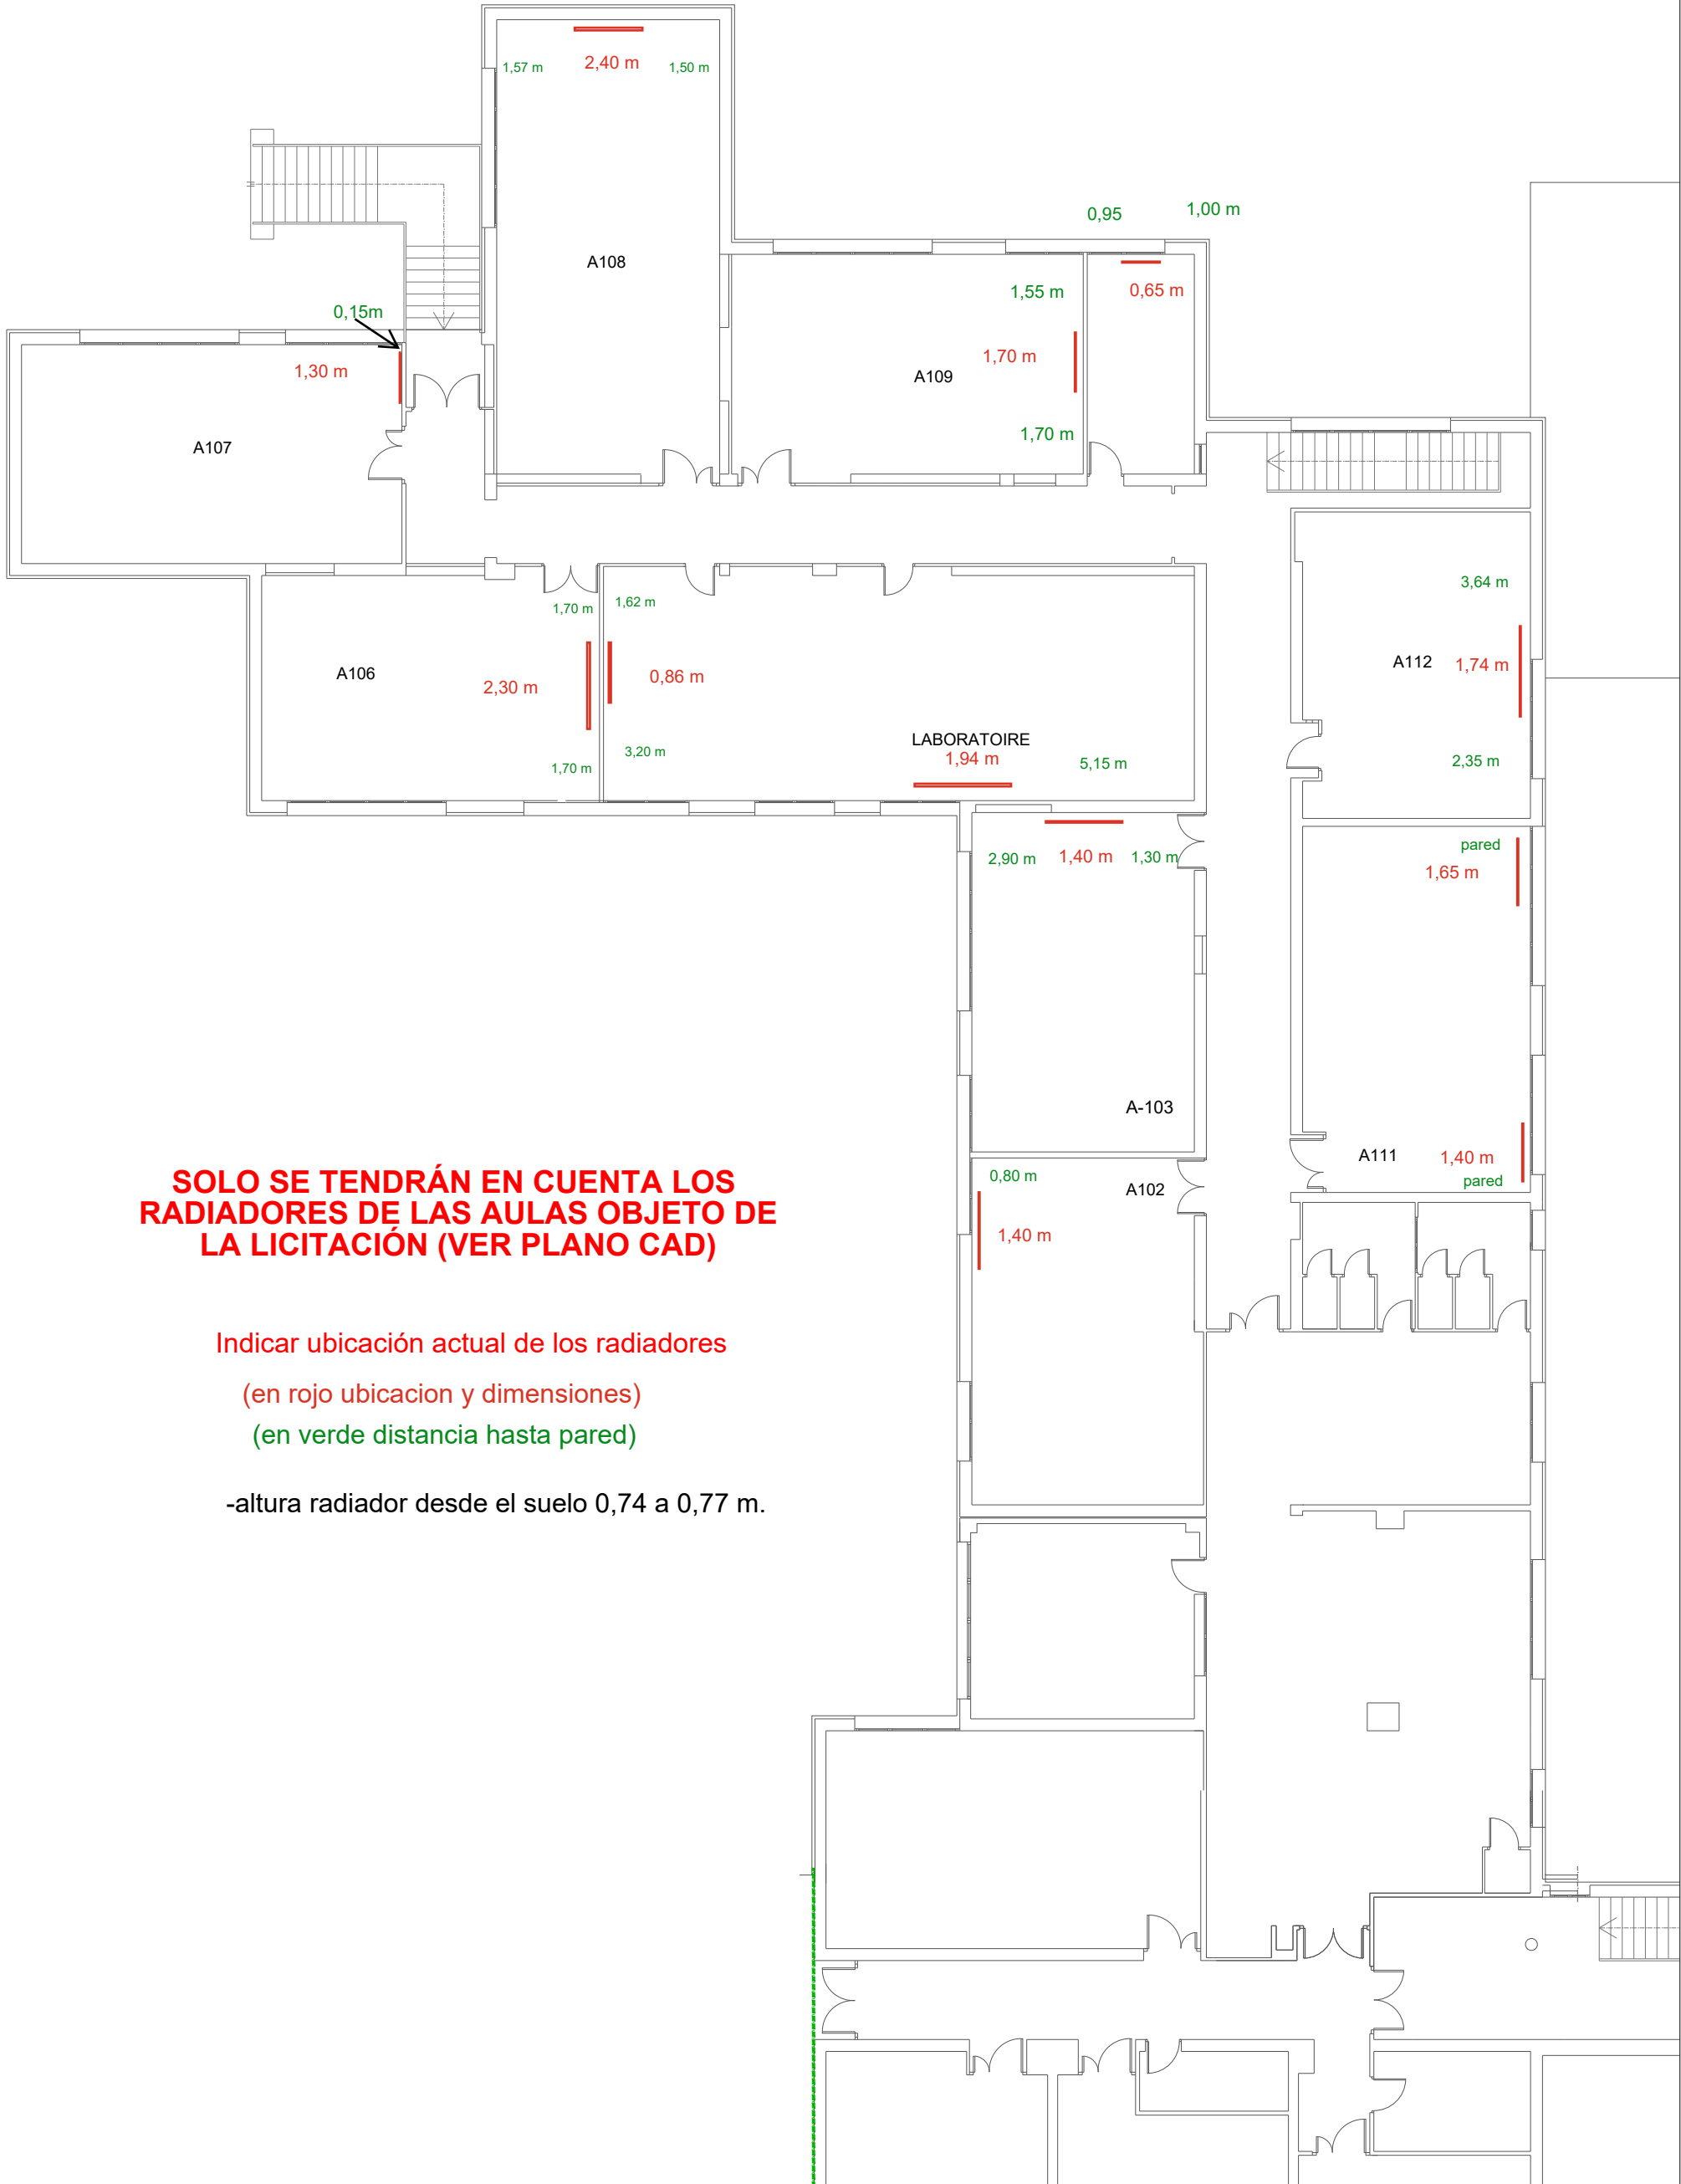 2,40 m
1,57 m
1,50 m
0,95
1,00 m
A108
1,55 m
0,65 m
0,15m
1,30 m
1,70 m
A109
A107
1,70 m
3,64 m
1,70 m
1,62 m
A106
2,30 m
0,86 m
A112
1,74 m
LABORATOIRE
1,94 m
3,20 m
1,70 m
5,15 m
2,35 m
2,90 m
1,40 m
1,30 m
pared
1,65 m
A-103
A111
1,40 m
pared
0,80 m
A102
1,40 m
SOLO SE TENDRÁN EN CUENTA LOS
RADIADORES DE LAS AULAS OBJETO DE
LA LICITACIÓN (VER PLANO CAD)
Indicar ubicación actual de los radiadores
(en rojo ubicacion y dimensiones)
(en verde distancia hasta pared)
-altura radiador desde el suelo 0,74 a 0,77 m.